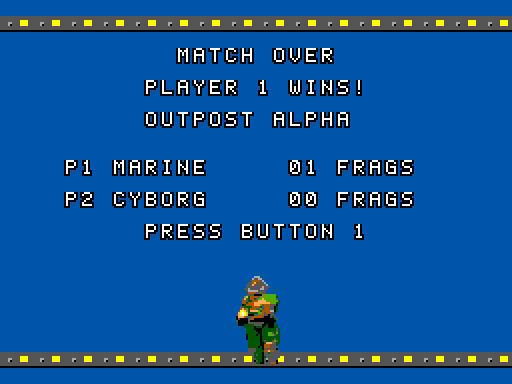 MATCH OVER
PLAYER 1 WINS!
OUTPOST ALPHA
P1 MARINE 01 FRAGS
P2 CYBORG 00 FRAGS
PRESS BUTTON 1